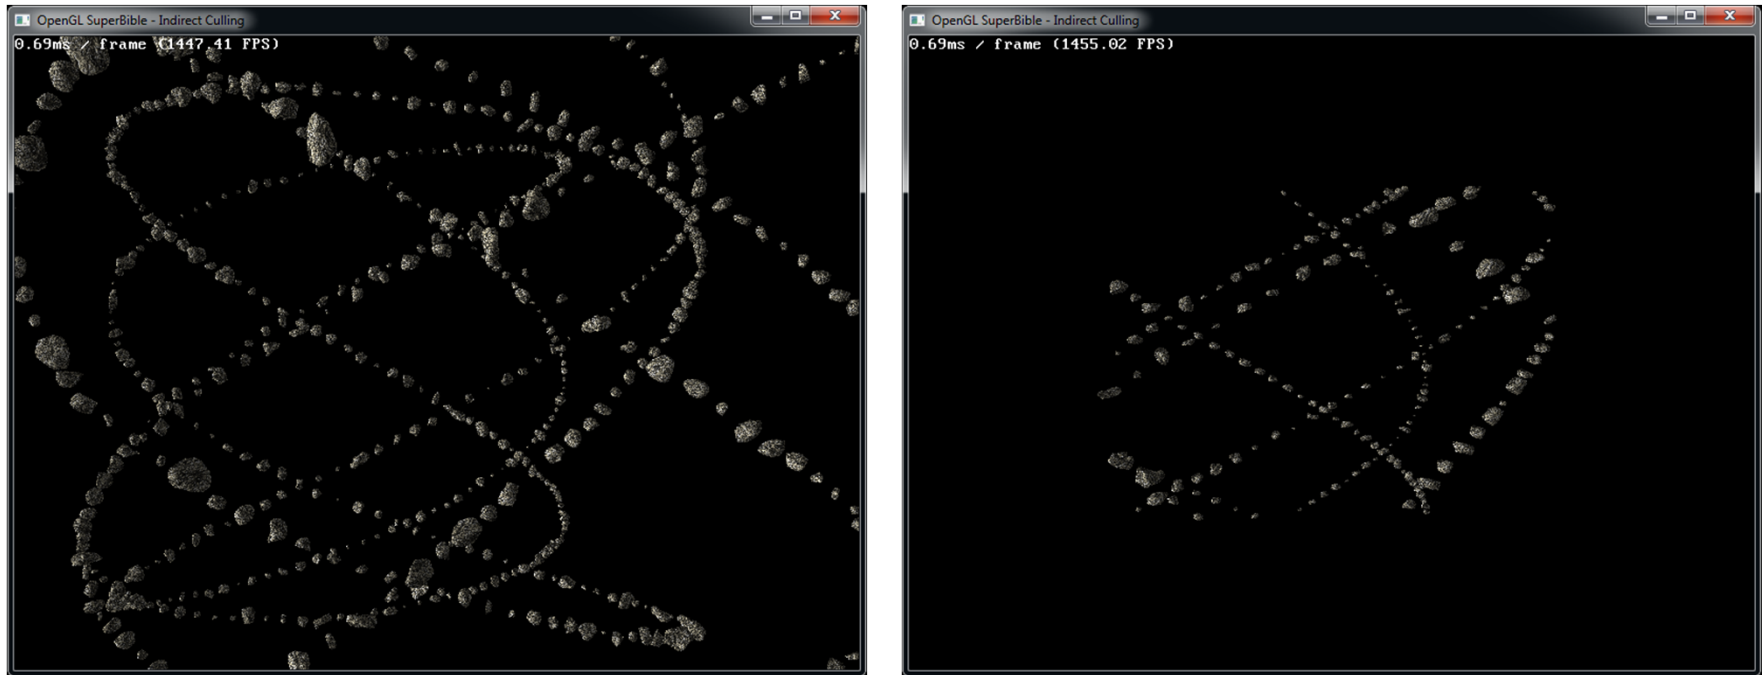 OpenGL SuperBible - Indirect Culling
0.69ms / frame (1447.41 FPS)
OpenGL SuperBible - Indirect Culling
0.69ms / frame (1455.02 FPS)